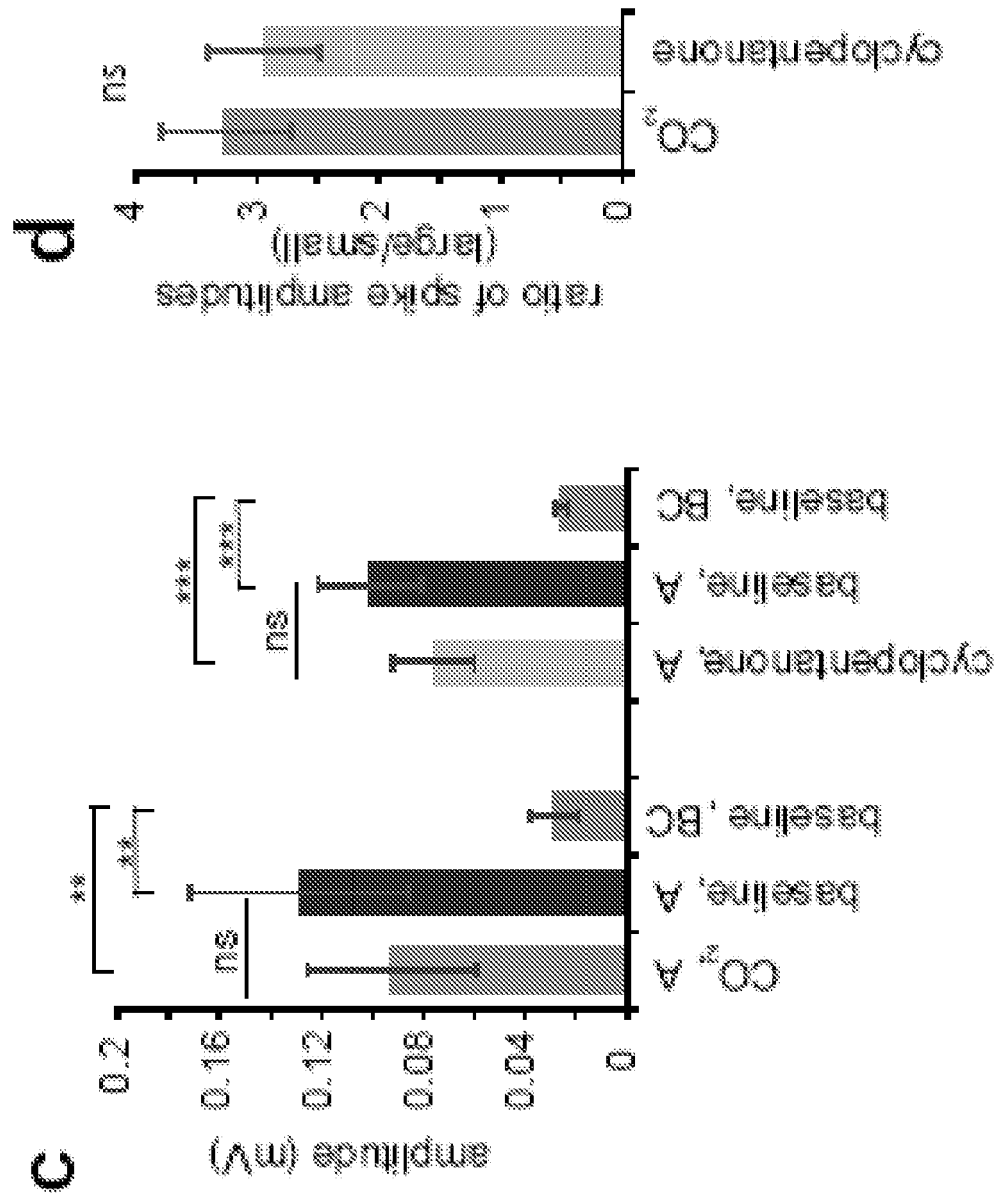 c
amplitude (mV)
0.2
0.16
0.12
0.08
0.04
0
**
**
ns
CO₂, A
baseline, A
baseline, BC
***
***
ns
cyclopentanone, A
baseline, A
baseline, BC
d
ratio of spike amplitudes
(large/small)
4
3
2
1
0
ns
CO₂
cyclopentanone